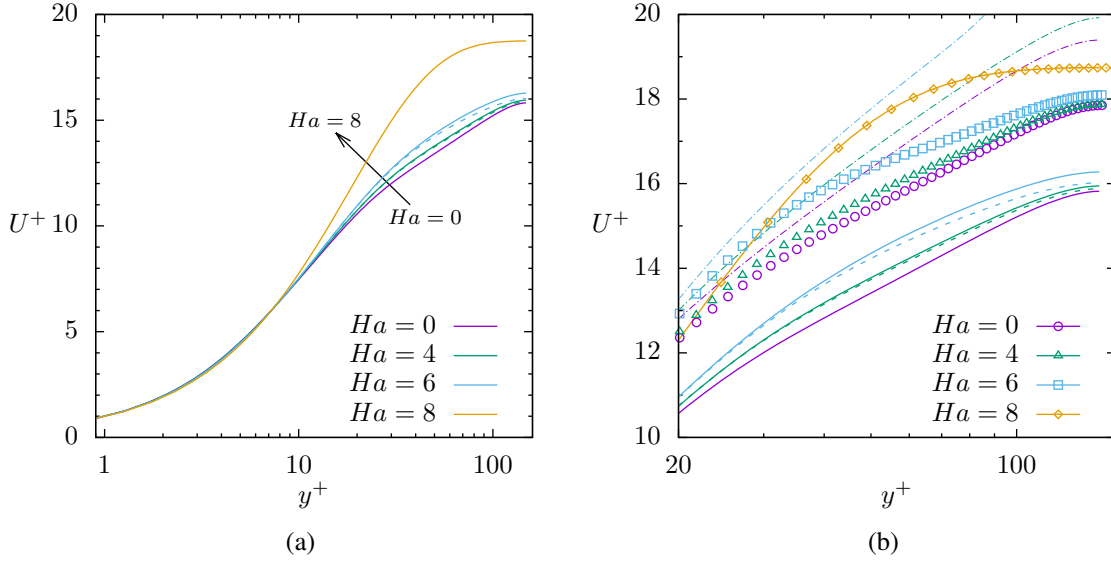 20
15
10
5
0
U⁺
Ha = 8
Ha = 0
Ha = 0
Ha = 4
Ha = 6
Ha = 8
1
10
100
y⁺
(a)
20
18
16
14
12
10
U⁺
Ha = 0
Ha = 4
Ha = 6
Ha = 8
20
100
y⁺
(b)